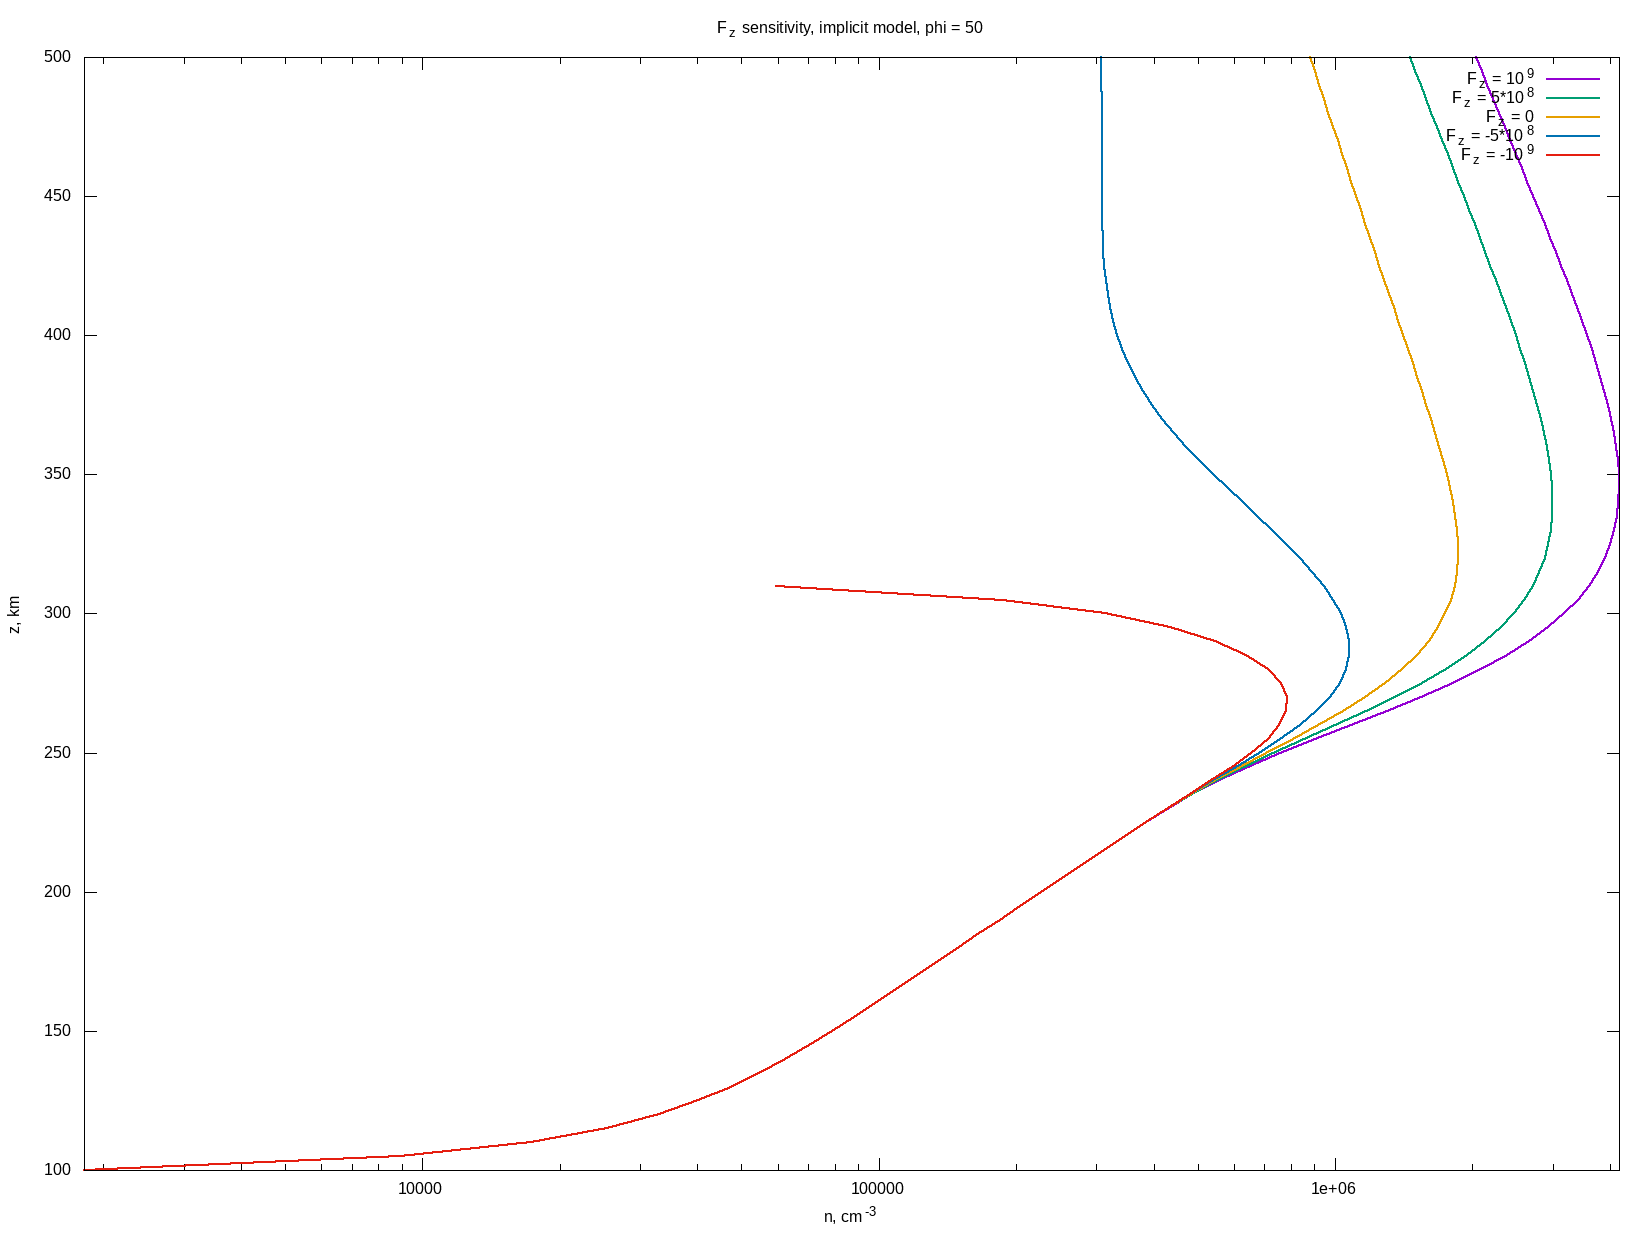 F z sensitivity, implicit model, phi = 50
500
450
400
350
300
250
200
150
100
z, km
F z = 10 9
F z = 5*10 8
F z = 0
F z = -5*10 8
F z = -10 9
10000
100000
1e+06
n, cm -3